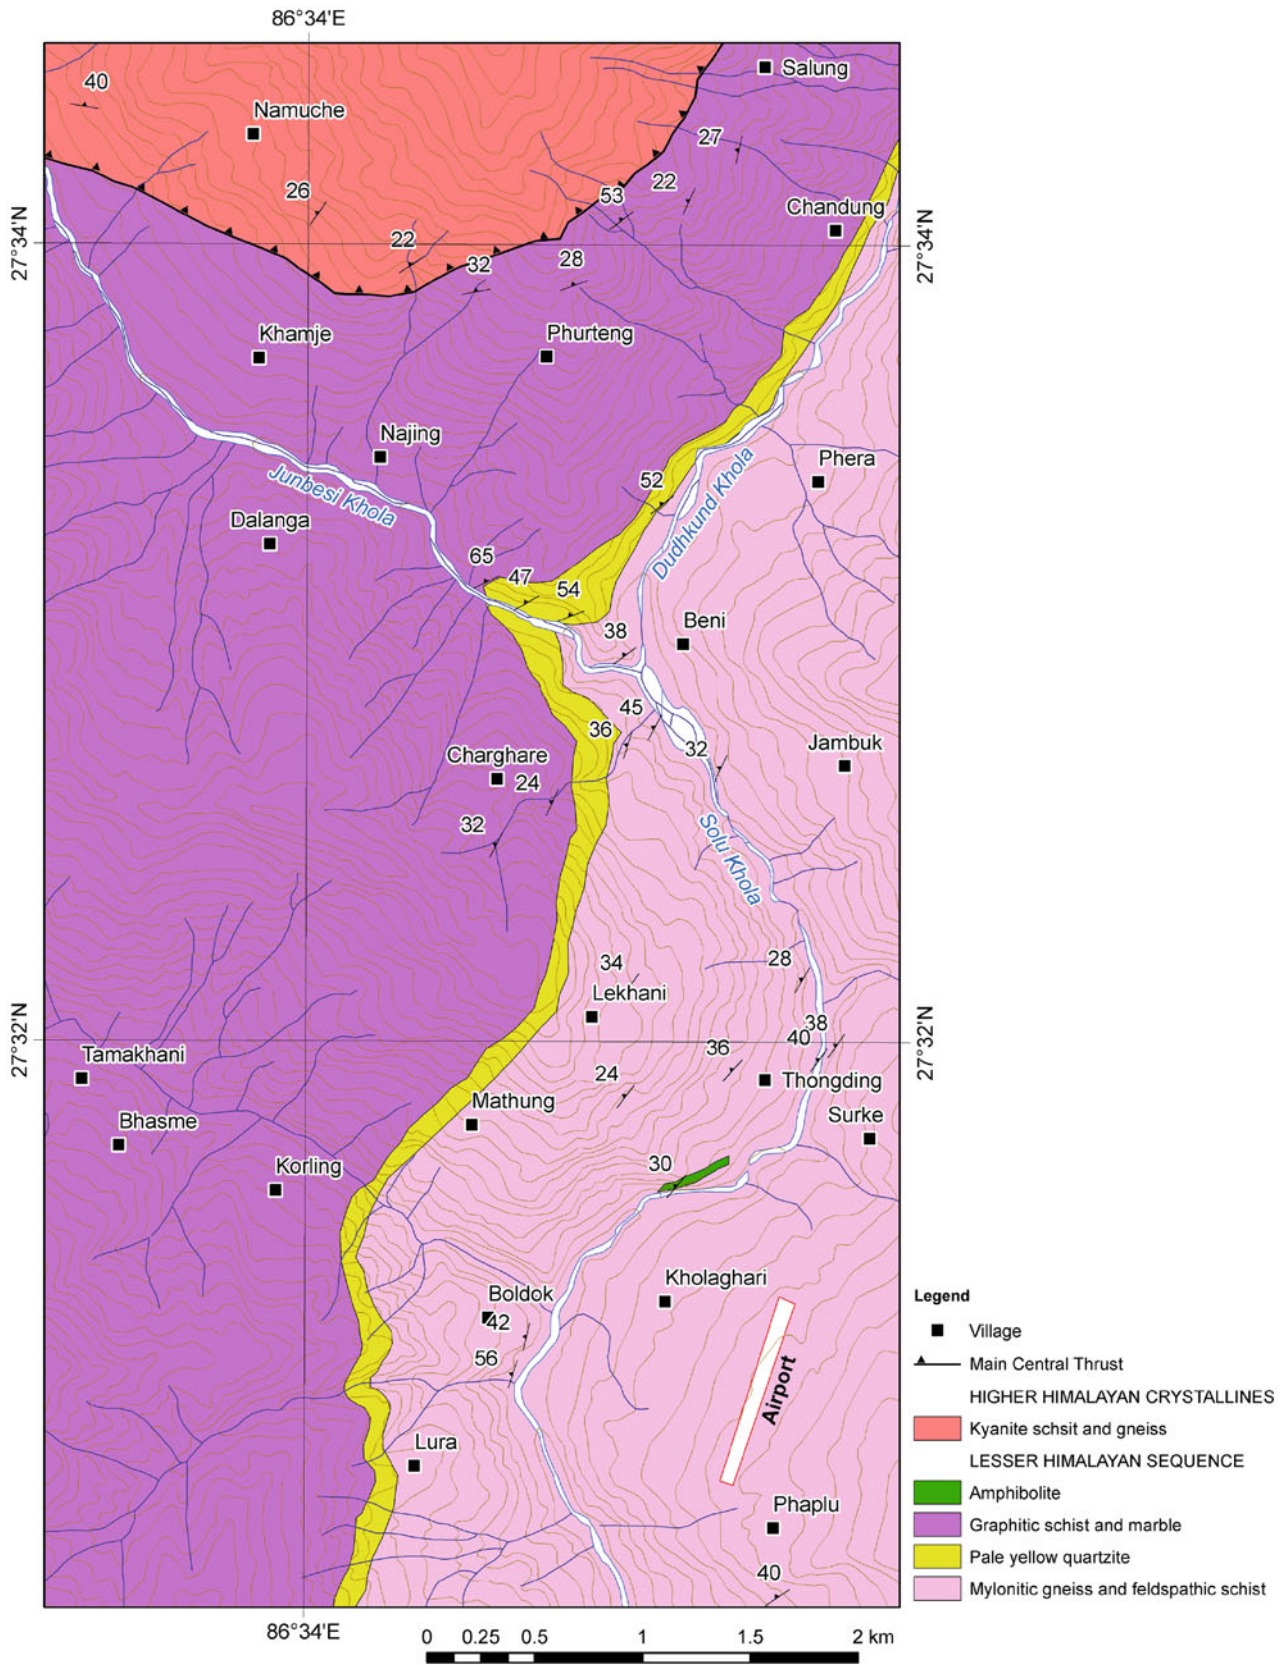 86°34'E
Salung
40
Namuche
27
26
53
22
Chandung
27°34'N
22
32
28
27°34'N
Khamje
Phurteng
Najing
Junbesi Khola
Phera
52
Dudhkund Khola
Dalanga
65
47
54
38
Beni
45
36
32
Jambuk
Charghare
24
32
Solu Khola
28
34
Lekhani
27°32'N
38
40
36
27°32'N
Tamakhani
24
Thongding
Mathung
Surke
Bhasme
30
Korling
Kholaghari
Boldok
42
56
Airport
Lura
Phaplu
40
Legend
Village
Main Central Thrust
HIGHER HIMALAYAN CRYSTALLINES
Kyanite schsit and gneiss
LESSER HIMALAYAN SEQUENCE
Amphibolite
Graphitic schist and marble
Pale yellow quartzite
Mylonitic gneiss and feldspathic schist
86°34'E
0 0.25 0.5 1 1.5 2 km